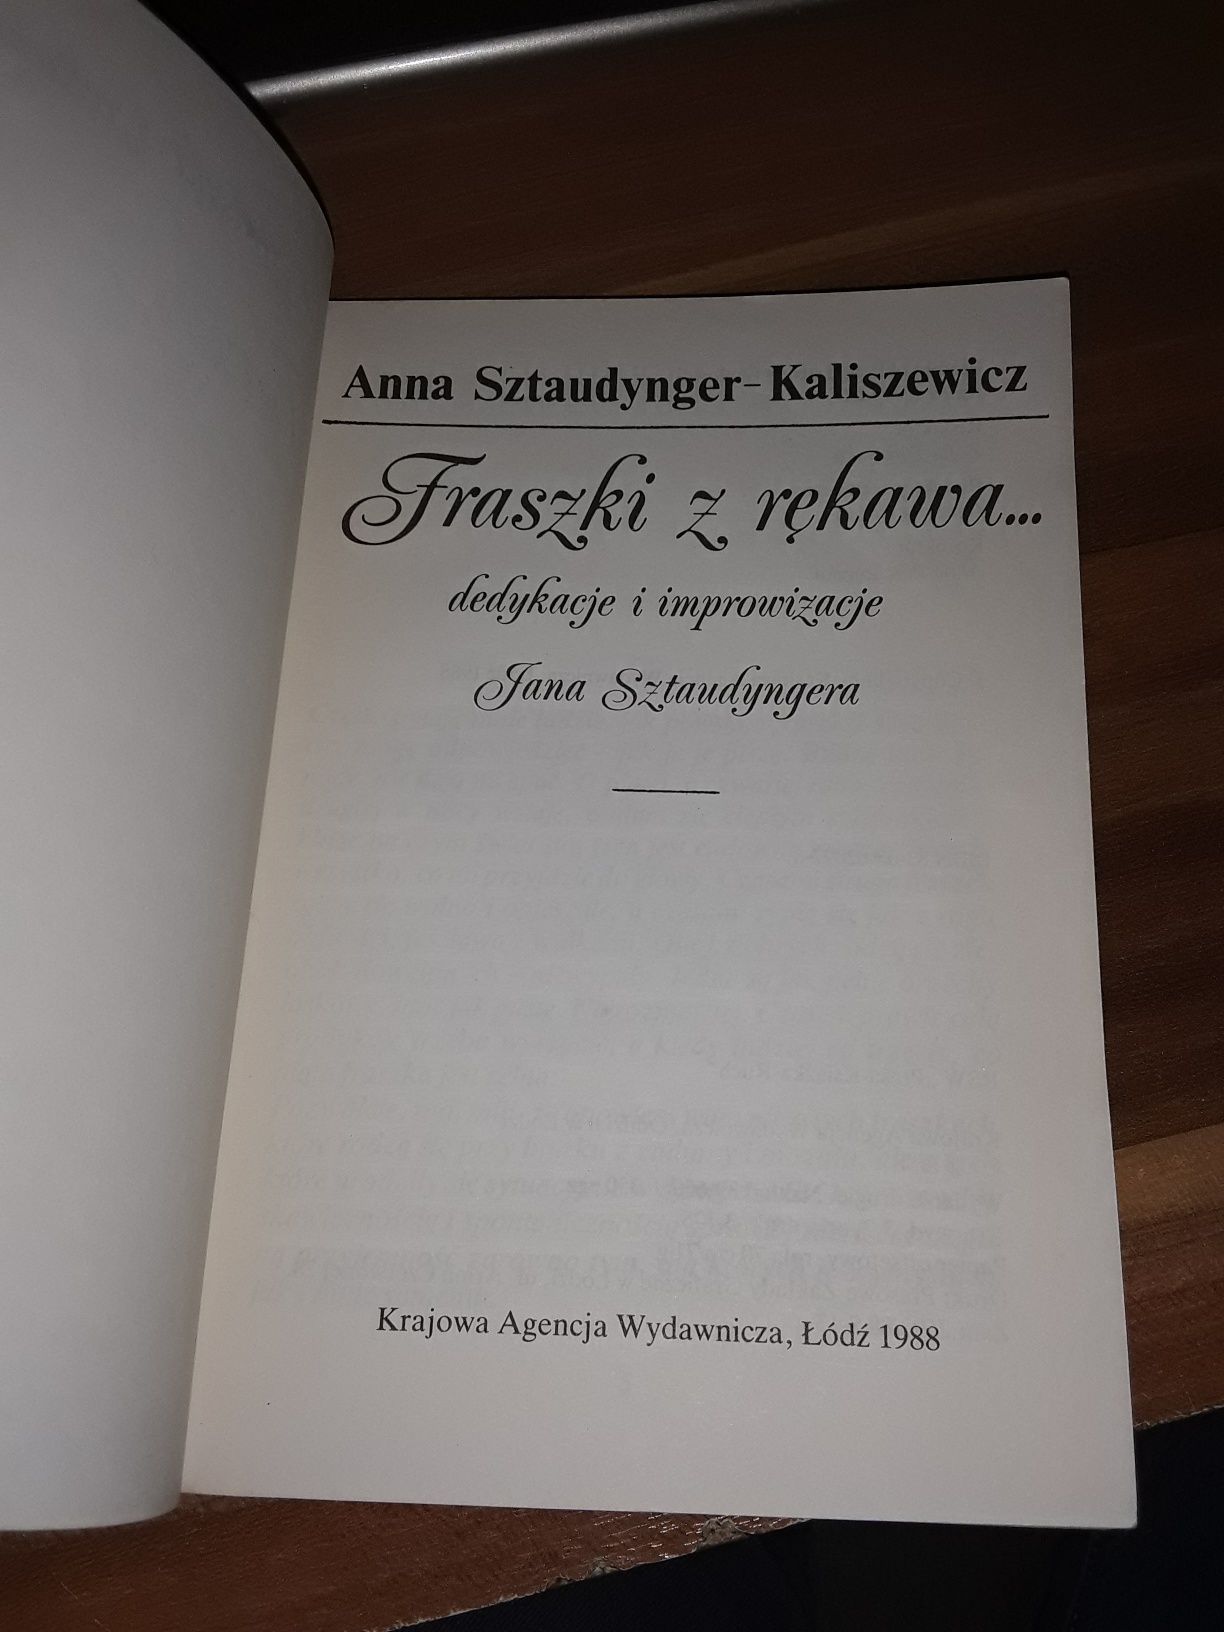 Anna Sztaudynger-Kaliszewicz
Fraszki z rękawa...
dedykacje i improwizacje
Jana Sztaudyngera
Krajowa Agencja Wydawnicza, Łódź 1988